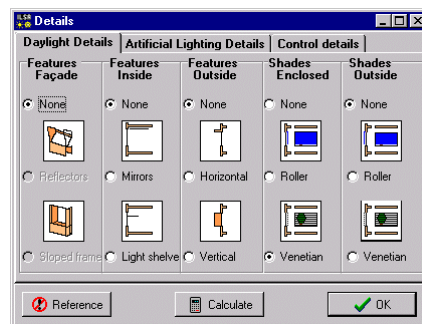 ILSR Details
Daylight Details Artificial Lighting Details Control details
Features Façade Features Inside Features Outside Shades Enclosed Shades Outside
None None None None None
Reflectors Mirrors Horizontal Roller Roller
Sloped frame Light shelve Vertical Venetian Venetian
Reference Calculate OK